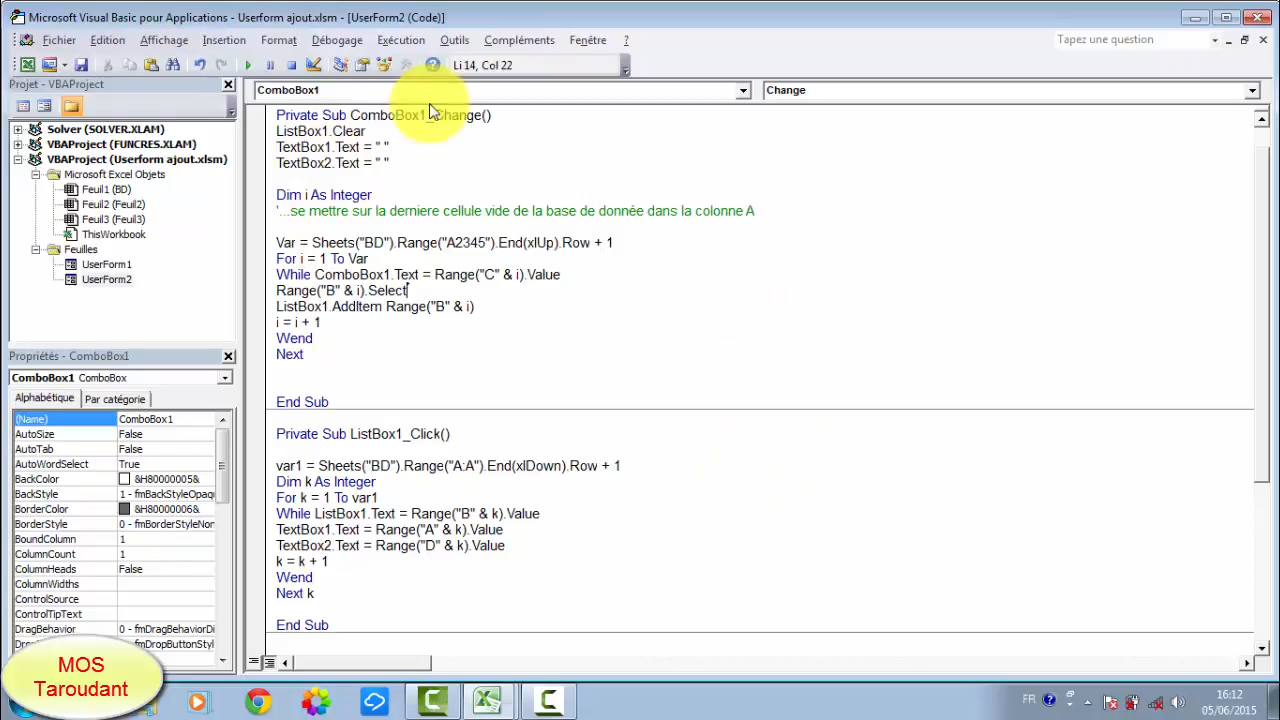 Microsoft Visual Basic pour Applications - Userform ajout.xlsm - [UserForm2 (Code)]
Fichier Edition Affichage Insertion Format Débogage Exécution Outils Compléments Fenêtre ? Tapez une question
Li 14, Col 22
Projet - VBAProject
ComboBox1
Change
Solver (SOLVER.XLAM)
VBAProject (FUNCRES.XLAM)
VBAProject (Userform ajout.xlsm)
Microsoft Excel Objets
Feuil1 (BD)
Feuil2 (Feuil2)
Feuil3 (Feuil3)
ThisWorkbook
Feuilles
UserForm1
UserForm2
Propriétés - ComboBox1
ComboBox1 ComboBox
Alphabétique Par catégorie
(Name) ComboBox1
AutoSize False
AutoTab False
AutoWordSelect True
BackColor &H80000005&
BackStyle 1 - fmBackStyleOpaq
BorderColor &H80000006&
BorderStyle 0 - fmBorderStyleNon
BoundColumn 1
ColumnCount 1
ColumnHeads False
ColumnWidths
ControlSource
ControlTipText
DragBehavior 0 - fmDragBehaviorDi
0 - fmDropButtonStyl
Private Sub ComboBox1_Change()
ListBox1.Clear
TextBox1.Text = " "
TextBox2.Text = " "
Dim i As Integer
'...se mettre sur la derniere cellule vide de la base de donnée dans la colonne A
Var = Sheets("BD").Range("A2345").End(xlUp).Row + 1
For i = 1 To Var
While ComboBox1.Text = Range("C" & i).Value
Range("B" & i).Select
ListBox1.AddItem Range("B" & i)
i = i + 1
Wend
Next
End Sub
Private Sub ListBox1_Click()
var1 = Sheets("BD").Range("A:A").End(xlDown).Row + 1
Dim k As Integer
For k = 1 To var1
While ListBox1.Text = Range("B" & k).Value
TextBox1.Text = Range("A" & k).Value
TextBox2.Text = Range("D" & k).Value
k = k + 1
Wend
Next k
End Sub
MOS
Taroudant
FR
16:12
05/06/2015